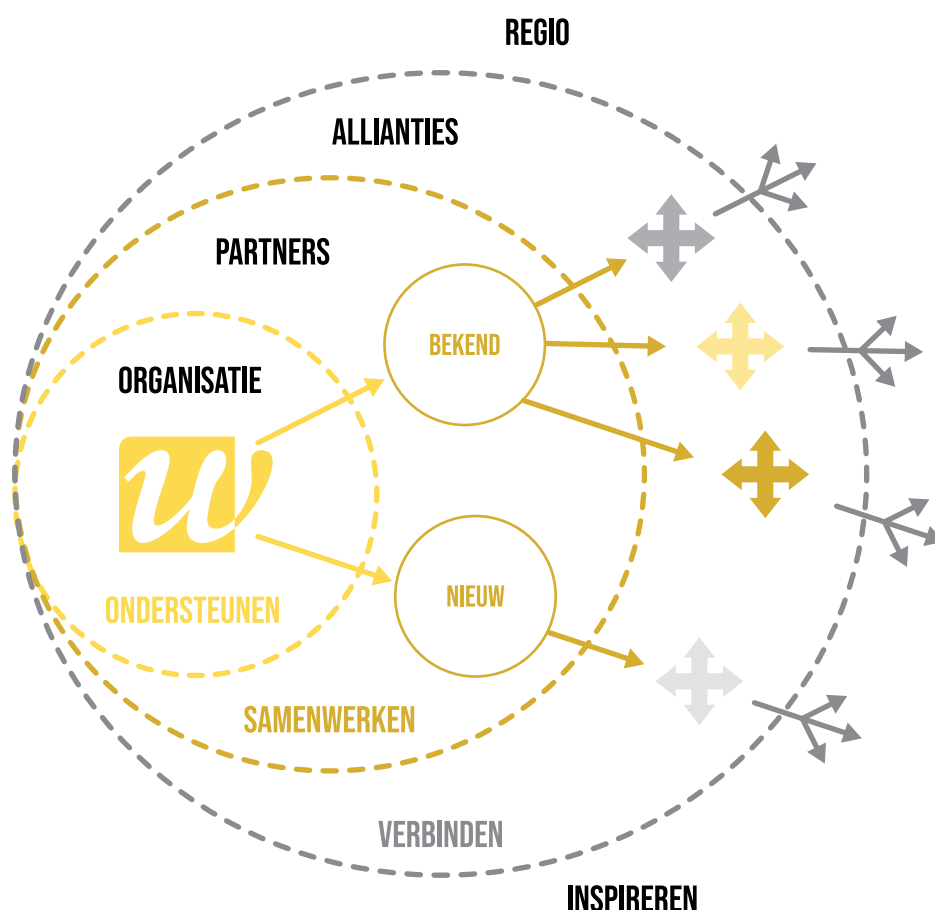 REGIO
ALLIANTIES
PARTNERS
BEKEND
ORGANISATIE
w
NIEUW
ONDERSTEUNEN
SAMENWERKEN
VERBINDEN
INSPIREREN